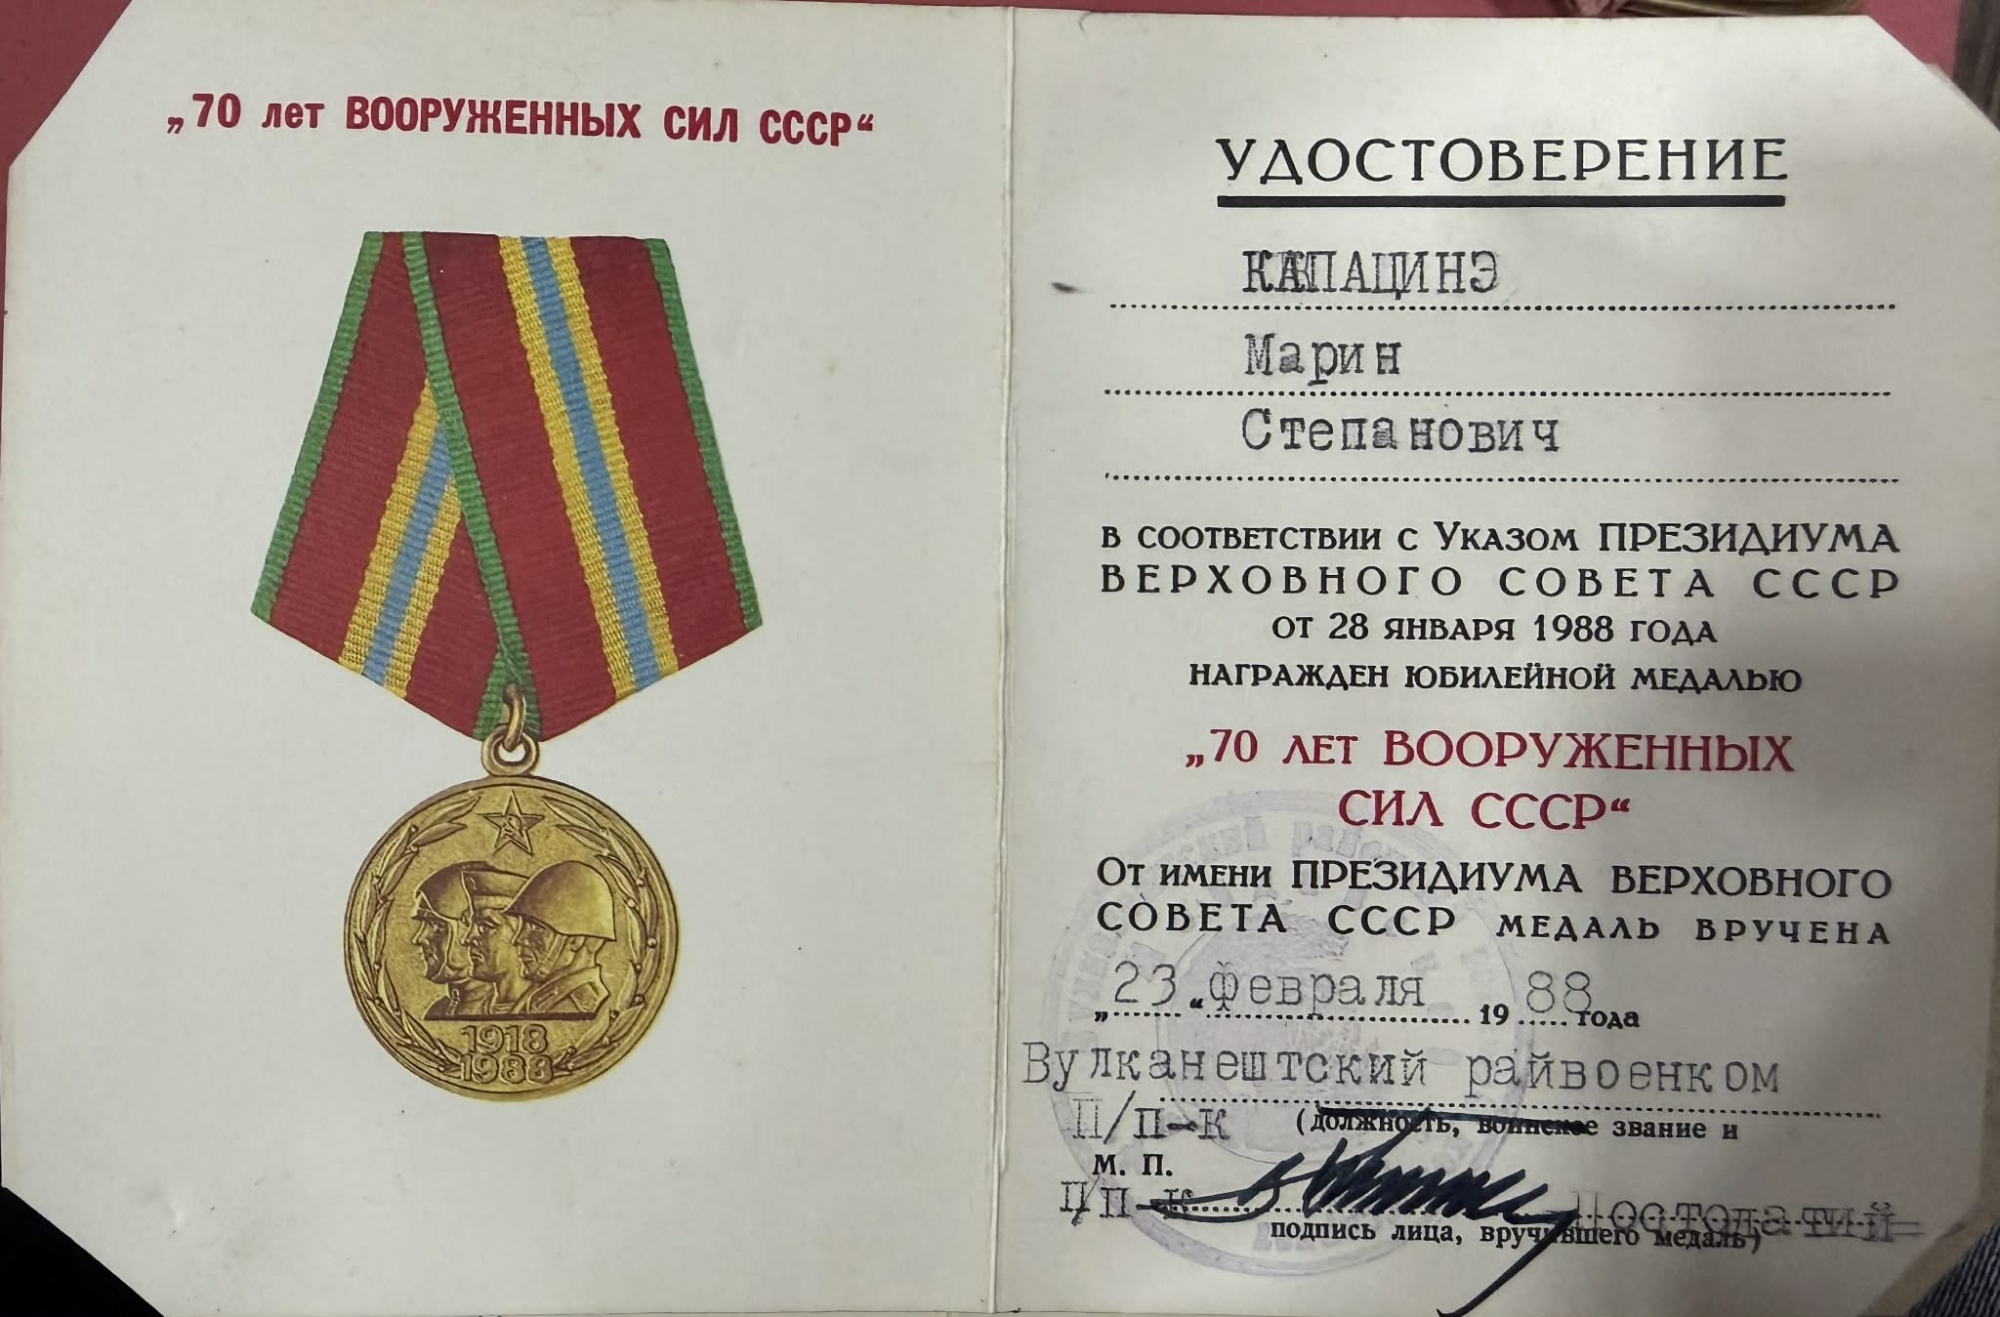 „70 лет ВООРУЖЕННЫХ СИЛ СССР“
1918
1988
УДОСТОВЕРЕНИЕ
КАПАЦИНЭ
Марин
Степанович
в соответствии с Указом ПРЕЗИДИУМА
ВЕРХОВНОГО СОВЕТА СССР
от 28 января 1988 года
награжден юбилейной медалью
„70 лет ВООРУЖЕННЫХ
СИЛ СССР“
От имени ПРЕЗИДИУМА ВЕРХОВНОГО
СОВЕТА СССР медаль вручена
„23“ февраля 1988 года
Вулканештский райвоенком
П/п-к (должность, воинское звание и
М. П.
П/п-к
подпись лица, вручившего медаль)